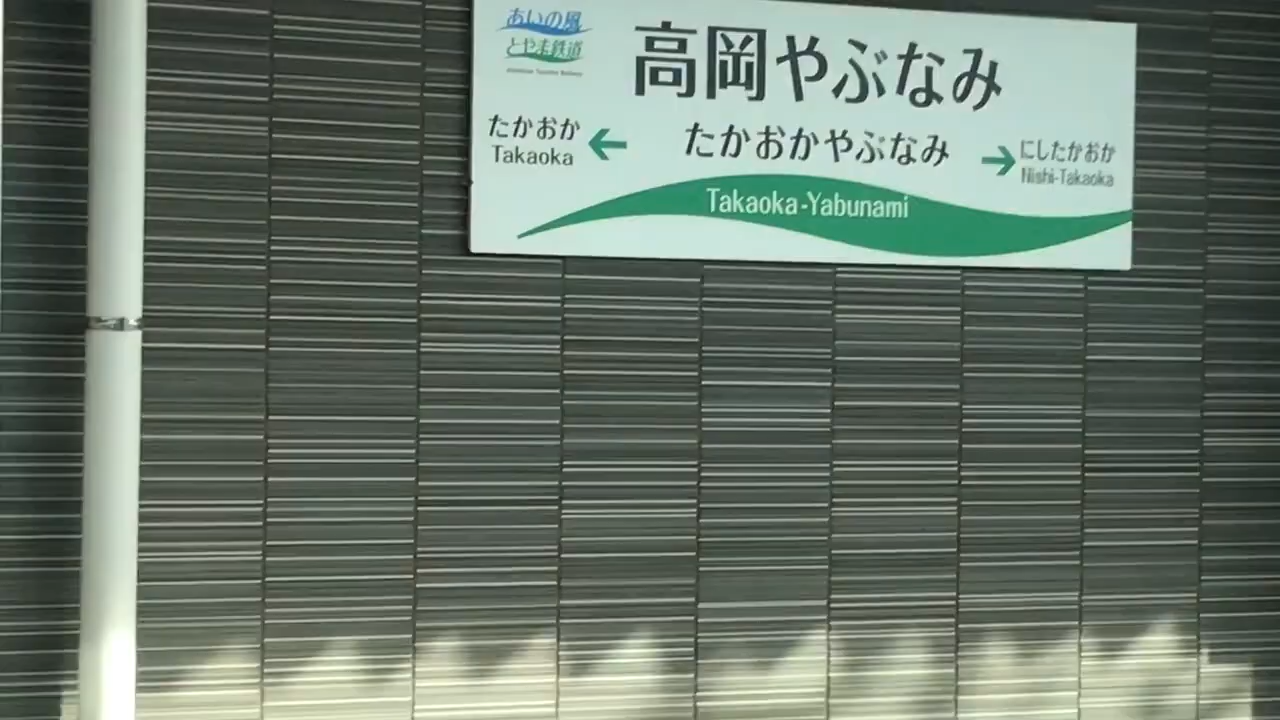 あいの風
とやま鉄道
高岡やぶなみ
たかおかやぶなみ
たかおか
Takaoka
にしたかおか
Nishi-Takaoka
Takaoka-Yabunami